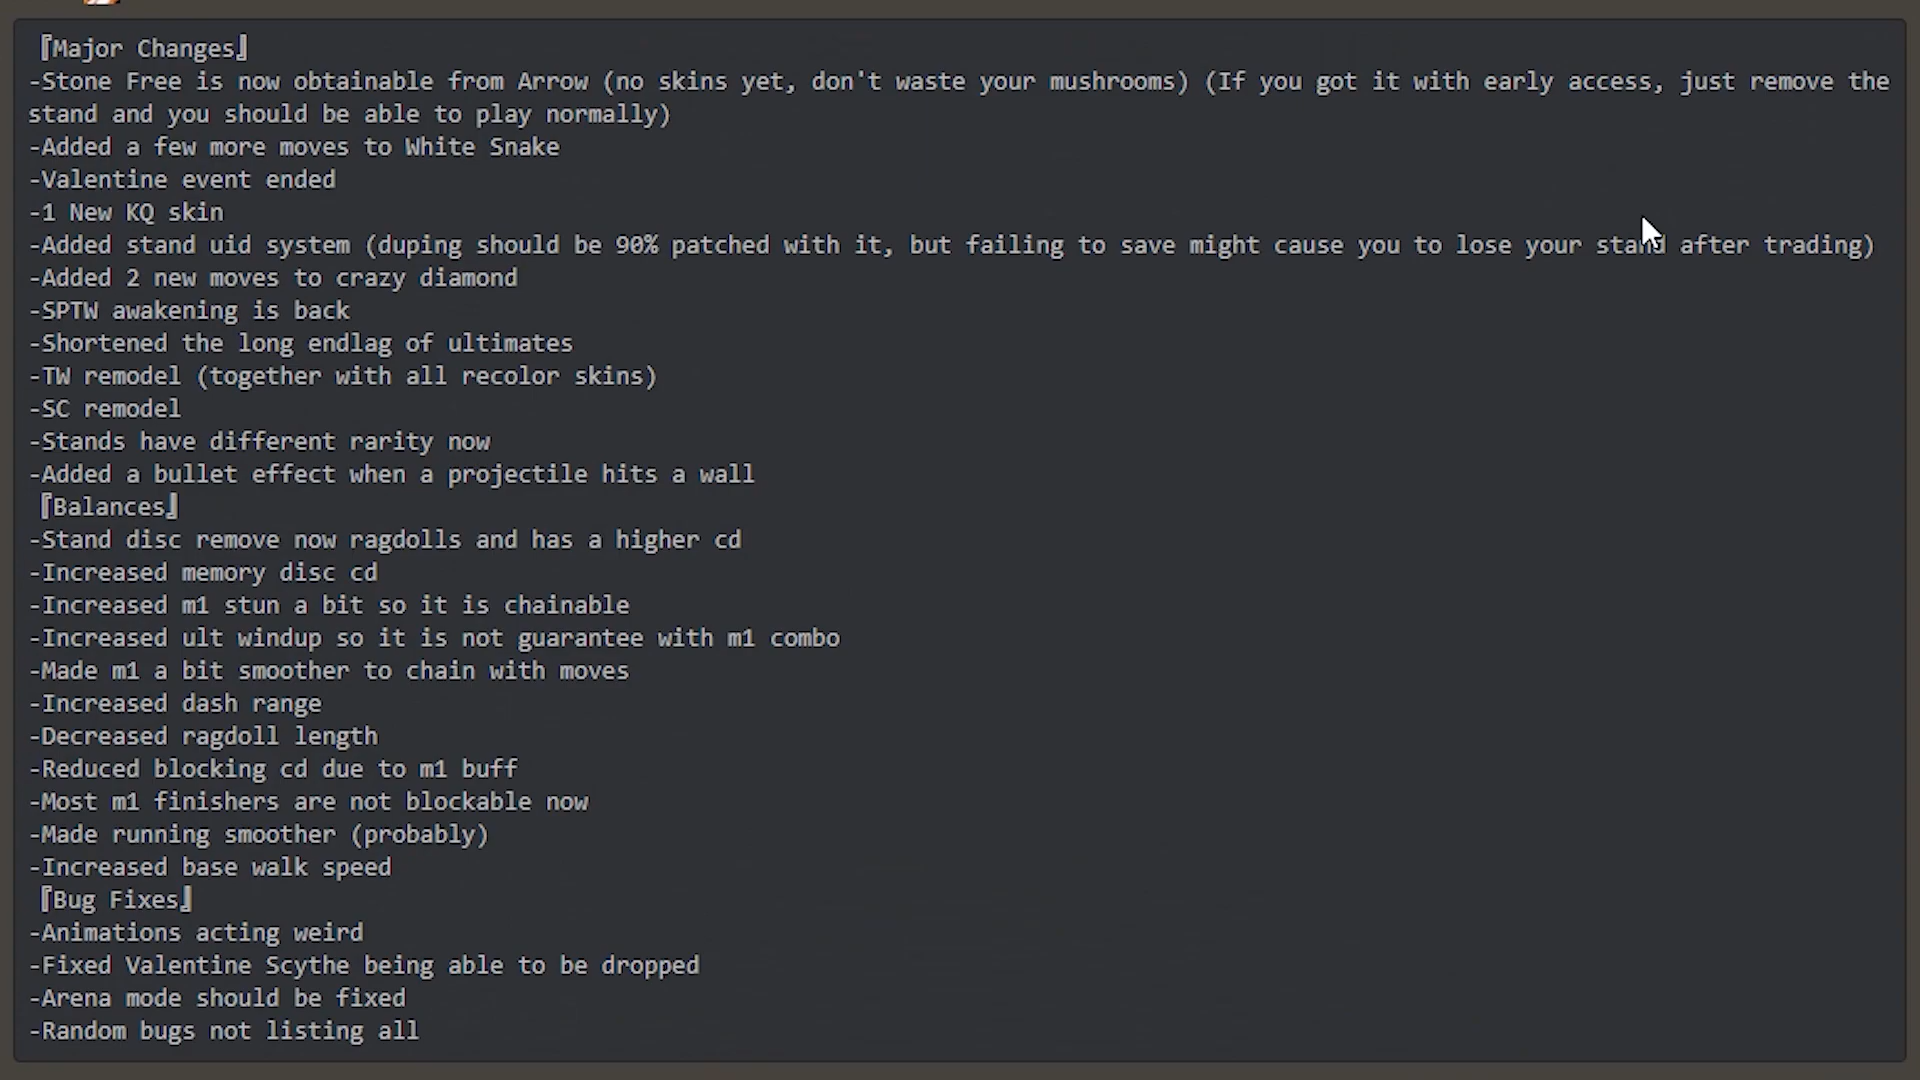 『Major Changes』
-Stone Free is now obtainable from Arrow (no skins yet, don't waste your mushrooms) (If you got it with early access, just remove the
stand and you should be able to play normally)
-Added a few more moves to White Snake
-Valentine event ended
-1 New KQ skin
-Added stand uid system (duping should be 90% patched with it, but failing to save might cause you to lose your stand after trading)
-Added 2 new moves to crazy diamond
-SPTW awakening is back
-Shortened the long endlag of ultimates
-TW remodel (together with all recolor skins)
-SC remodel
-Stands have different rarity now
-Added a bullet effect when a projectile hits a wall
『Balances』
-Stand disc remove now ragdolls and has a higher cd
-Increased memory disc cd
-Increased m1 stun a bit so it is chainable
-Increased ult windup so it is not guarantee with m1 combo
-Made m1 a bit smoother to chain with moves
-Increased dash range
-Decreased ragdoll length
-Reduced blocking cd due to m1 buff
-Most m1 finishers are not blockable now
-Made running smoother (probably)
-Increased base walk speed
『Bug Fixes』
-Animations acting weird
-Fixed Valentine Scythe being able to be dropped
-Arena mode should be fixed
-Random bugs not listing all